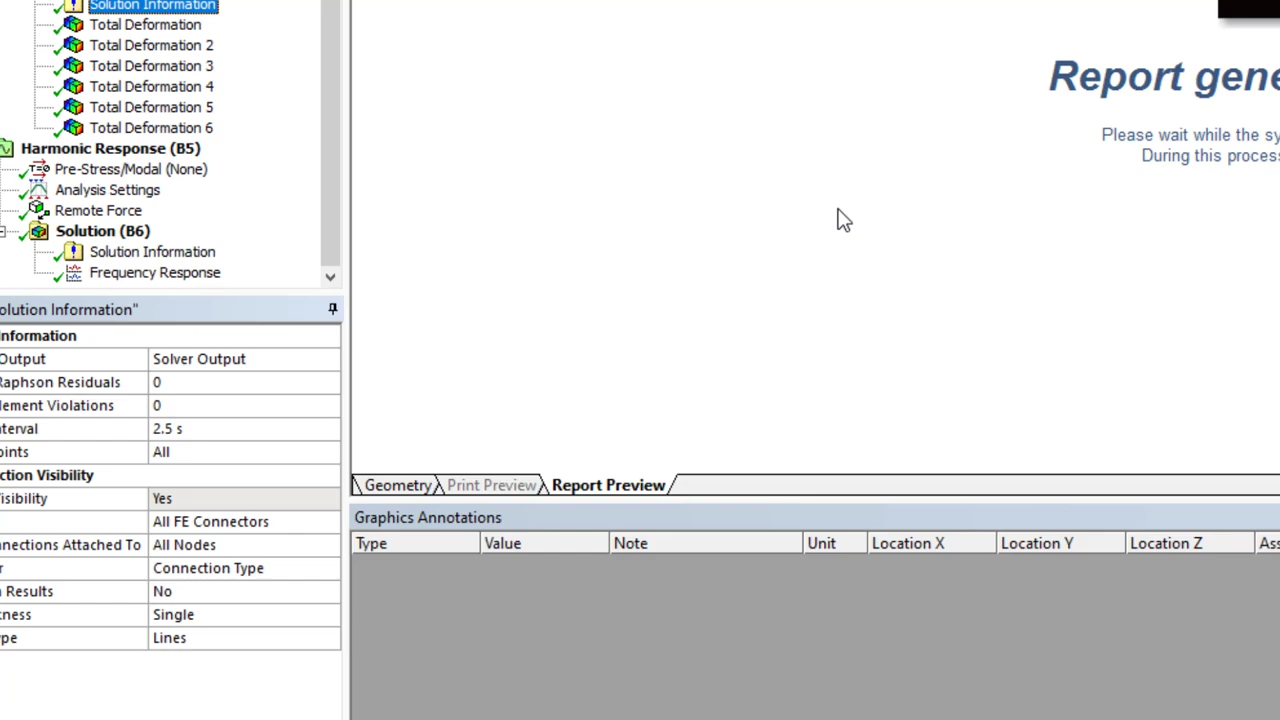 Solution Information
Total Deformation
Total Deformation 2
Total Deformation 3
Total Deformation 4
Total Deformation 5
Total Deformation 6
Harmonic Response (B5)
Pre-Stress/Modal (None)
Analysis Settings
Remote Force
Solution (B6)
Solution Information
Frequency Response
olution Information"
Information
Output Solver Output
Raphson Residuals 0
lement Violations 0
terval 2.5 s
oints All
ction Visibility
isibility Yes
All FE Connectors
nnections Attached To All Nodes
r Connection Type
Results No
kness Single
ype Lines
Report gene
Please wait while the sy
During this proces
Geometry Print Preview Report Preview
Graphics Annotations
Type Value Note Unit Location X Location Y Location Z Ass